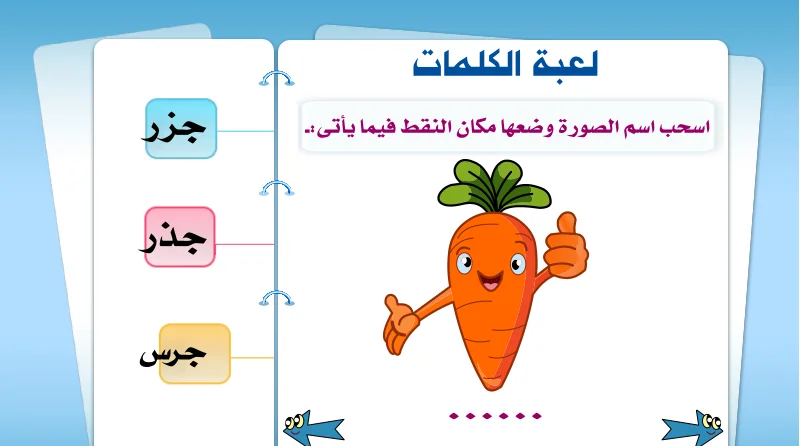 لعبة الكلمات
اسحب اسم الصورة وضعها مكان النقط فيما يأتى :ـ
جزر
جذر
جرس